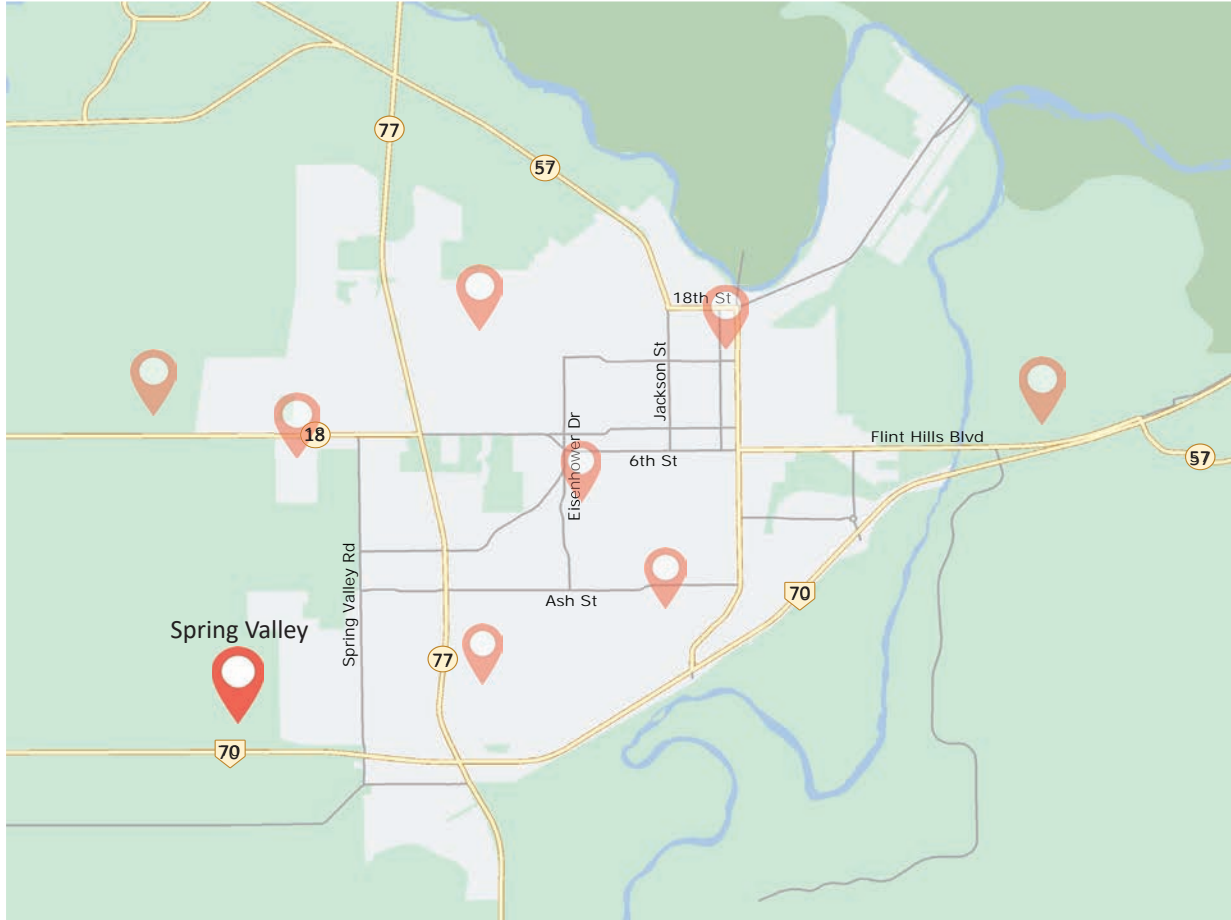 77
57
18th St
Jackson St
18
Eisenhower Dr
Flint Hills Blvd
6th St
57
Spring Valley Rd
Ash St
70
Spring Valley
77
70